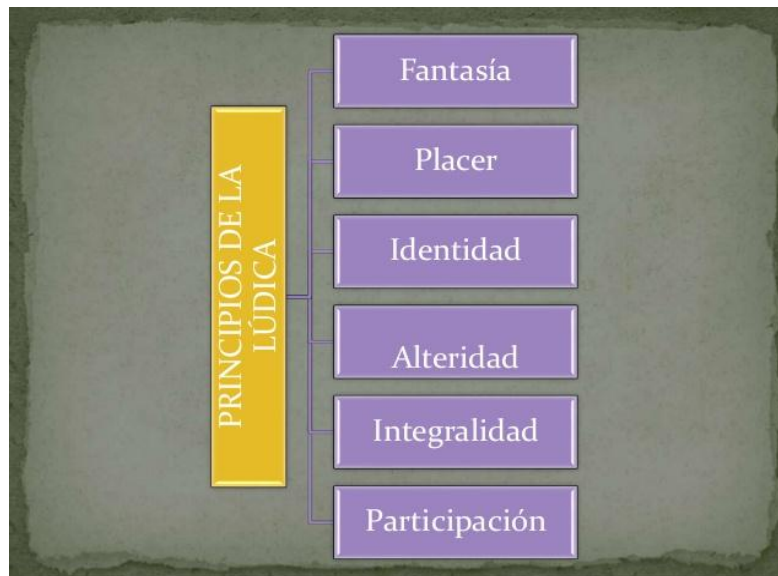 PRINCIPIOS DE LA
LÚDICA
Fantasía
Placer
Identidad
Alteridad
Integralidad
Participación